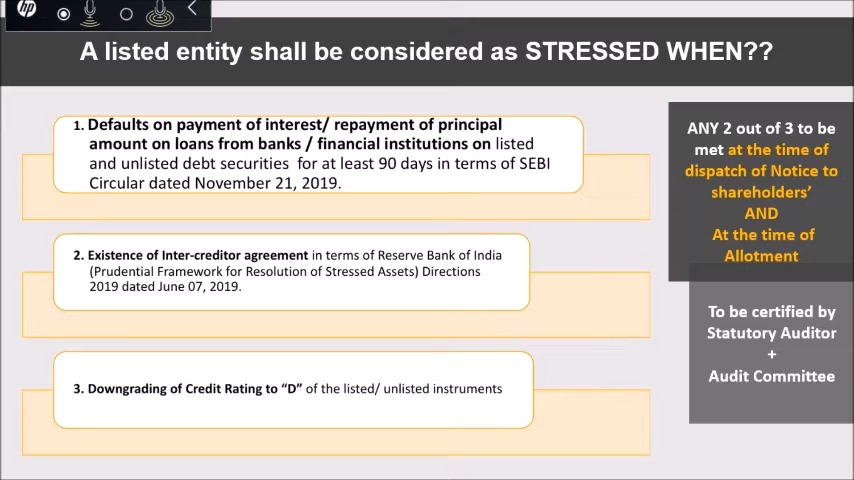 hp
A listed entity shall be considered as STRESSED WHEN??
1. Defaults on payment of interest/ repayment of principal
amount on loans from banks / financial institutions on listed
and unlisted debt securities for at least 90 days in terms of SEBI
Circular dated November 21, 2019.
2. Existence of Inter-creditor agreement in terms of Reserve Bank of India
(Prudential Framework for Resolution of Stressed Assets) Directions
2019 dated June 07, 2019.
3. Downgrading of Credit Rating to “D” of the listed/ unlisted instruments
ANY 2 out of 3 to be
met at the time of
dispatch of Notice to
shareholders’
AND
At the time of
Allotment
To be certified by
Statutory Auditor
+
Audit Committee